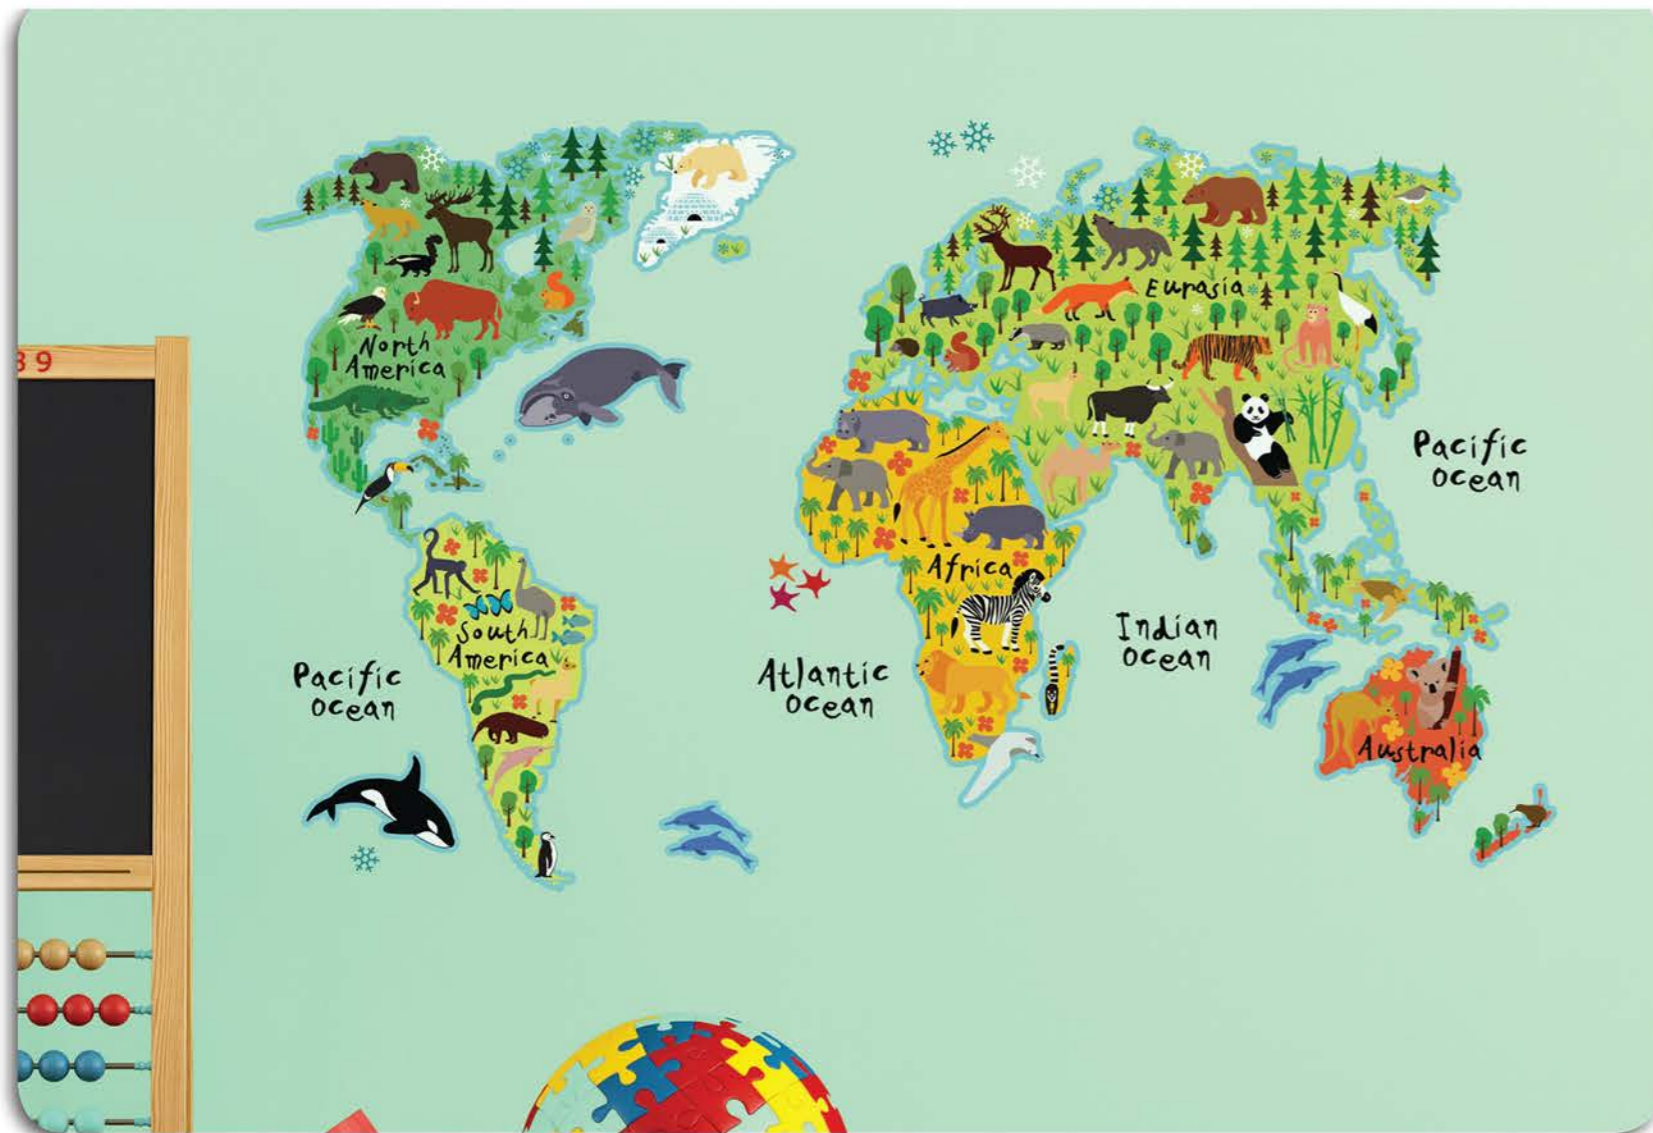 39
Eurasia
North
America
Pacific
ocean
Africa
Indian
ocean
South
America
Pacific
ocean
Atlantic
ocean
Australia